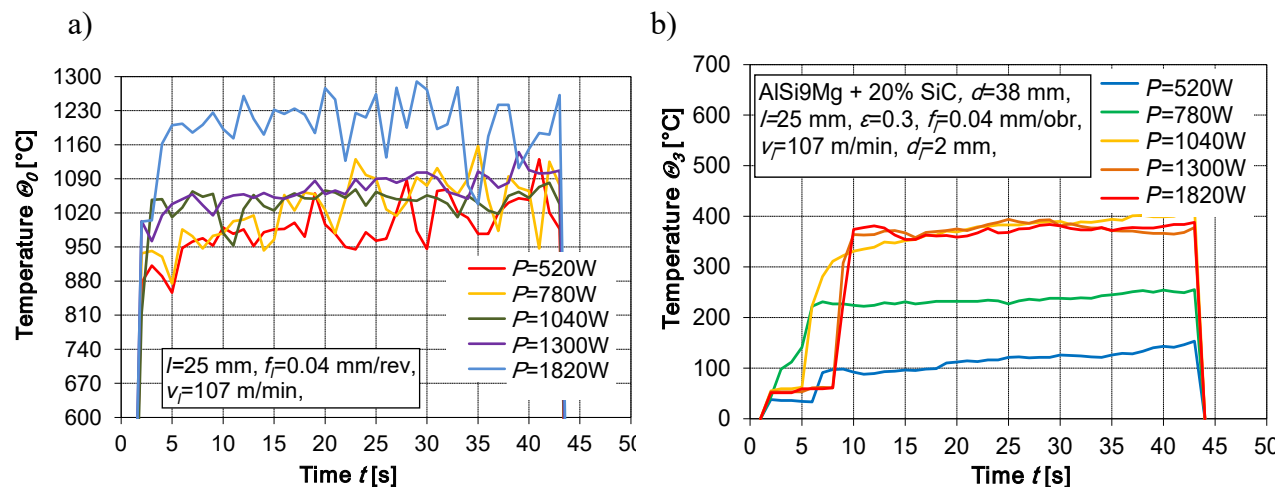 a)
1300
1230
1160
1090
1020
950
880
810
740
670
600
Temperature Θ0 [°C]
P=520W
P=780W
P=1040W
P=1300W
P=1820W
l=25 mm, fl=0.04 mm/rev,
vl=107 m/min,
0 5 10 15 20 25 30 35 40 45 50
Time t [s]
b)
700
600
500
400
300
200
100
0
Temperature Θ3 [°C]
AlSi9Mg + 20% SiC, d=38 mm,
l=25 mm, ε=0.3, fl=0.04 mm/obr,
vl=107 m/min, dl=2 mm,
P=520W
P=780W
P=1040W
P=1300W
P=1820W
0 5 10 15 20 25 30 35 40 45 50
Time t [s]